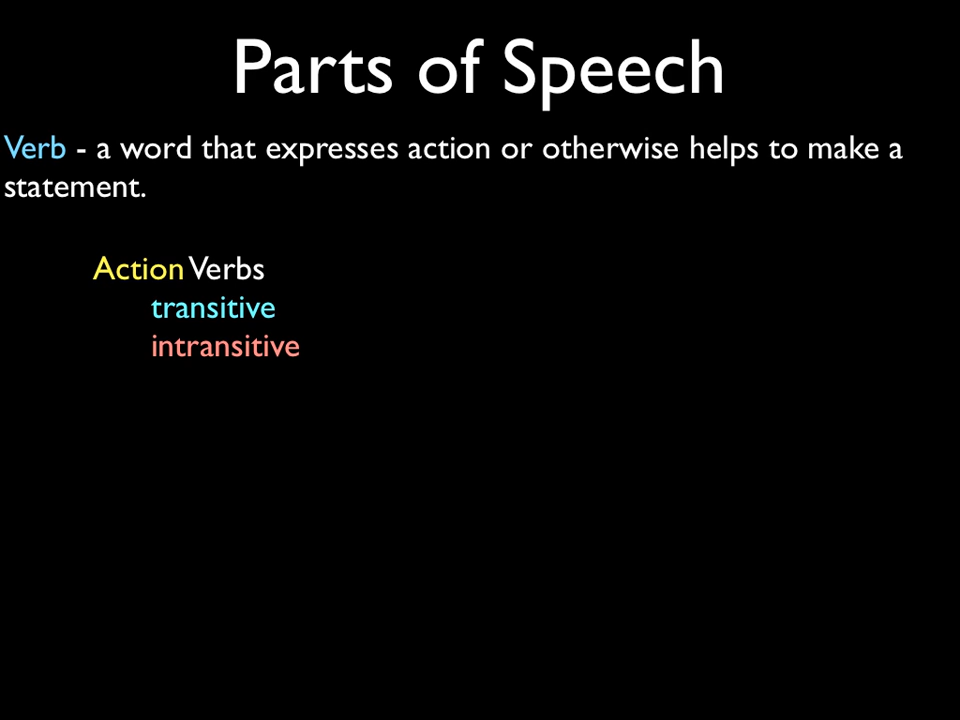 Parts of Speech
Verb - a word that expresses action or otherwise helps to make a
statement.
Action Verbs
transitive
intransitive